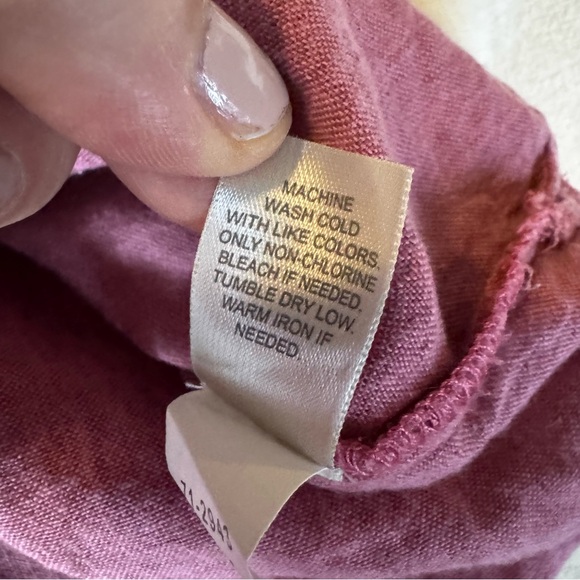 MACHINE
WASH COLD
WITH LIKE COLORS.
ONLY NON-CHLORINE
BLEACH IF NEEDED.
TUMBLE DRY LOW.
WARM IRON IF
NEEDED.